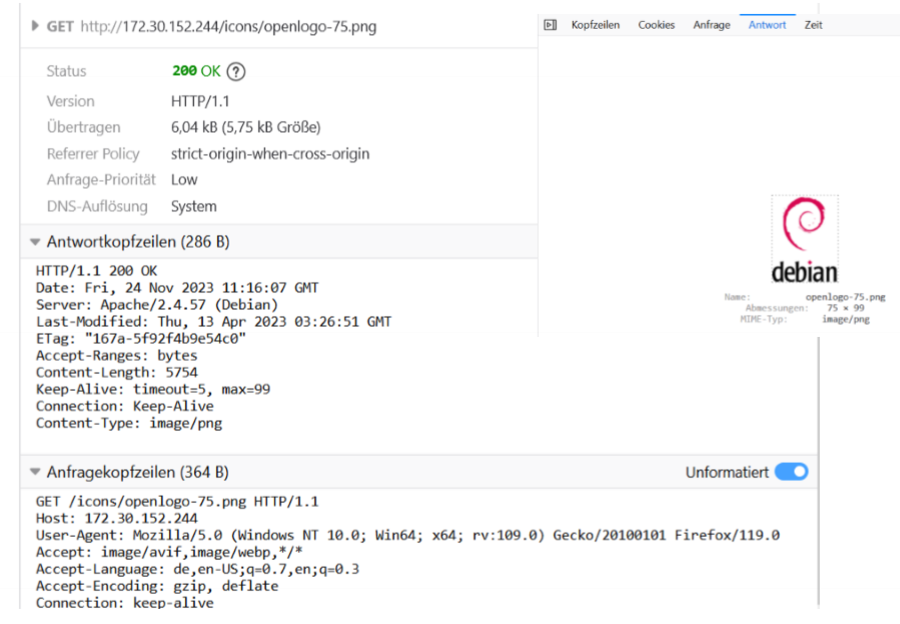 GET http://172.30.152.244/icons/openlogo-75.png
Status 200 OK ?
Version HTTP/1.1
Übertragen 6,04 kB (5,75 kB Größe)
Referrer Policy strict-origin-when-cross-origin
Anfrage-Priorität Low
DNS-Auflösung System
Antwortkopfzeilen (286 B)
HTTP/1.1 200 OK
Date: Fri, 24 Nov 2023 11:16:07 GMT
Server: Apache/2.4.57 (Debian)
Last-Modified: Thu, 13 Apr 2023 03:26:51 GMT
ETag: "167a-5f92f4b9e54c0"
Accept-Ranges: bytes
Content-Length: 5754
Keep-Alive: timeout=5, max=99
Connection: Keep-Alive
Content-Type: image/png
Anfragekopfzeilen (364 B) Unformatiert
GET /icons/openlogo-75.png HTTP/1.1
Host: 172.30.152.244
User-Agent: Mozilla/5.0 (Windows NT 10.0; Win64; x64; rv:109.0) Gecko/20100101 Firefox/119.0
Accept: image/avif,image/webp,*/*
Accept-Language: de,en-US;q=0.7,en;q=0.3
Accept-Encoding: gzip, deflate
Connection: keep-alive
Kopfzeilen Cookies Anfrage Antwort Zeit
debian
Name: openlogo-75.png
Abmessungen: 75 × 99
MIME-Typ: image/png